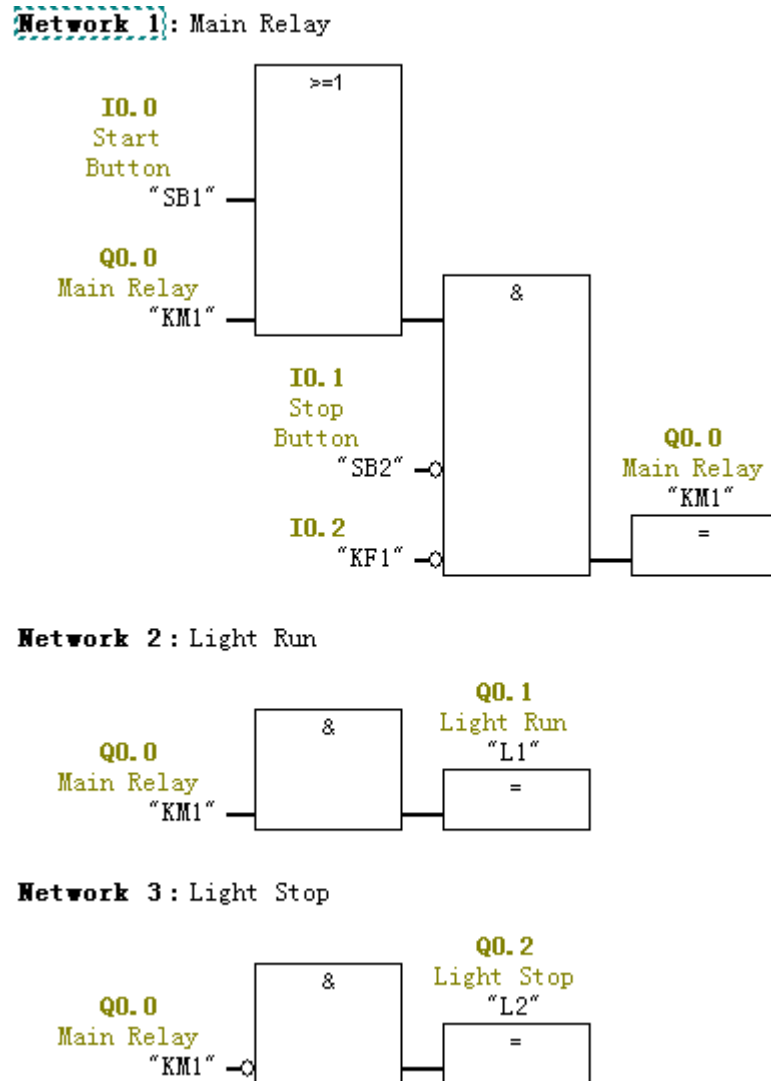 Network 1: Main Relay
>=1
I0.0
Start
Button
"SB1"
Q0.0
Main Relay
"KM1"
&
I0.1
Stop
Button
"SB2"
I0.2
"KF1"
Q0.0
Main Relay
"KM1"
=
Network 2: Light Run
&
Q0.0
Main Relay
"KM1"
Q0.1
Light Run
"L1"
=
Network 3: Light Stop
&
Q0.0
Main Relay
"KM1"
Q0.2
Light Stop
"L2"
=